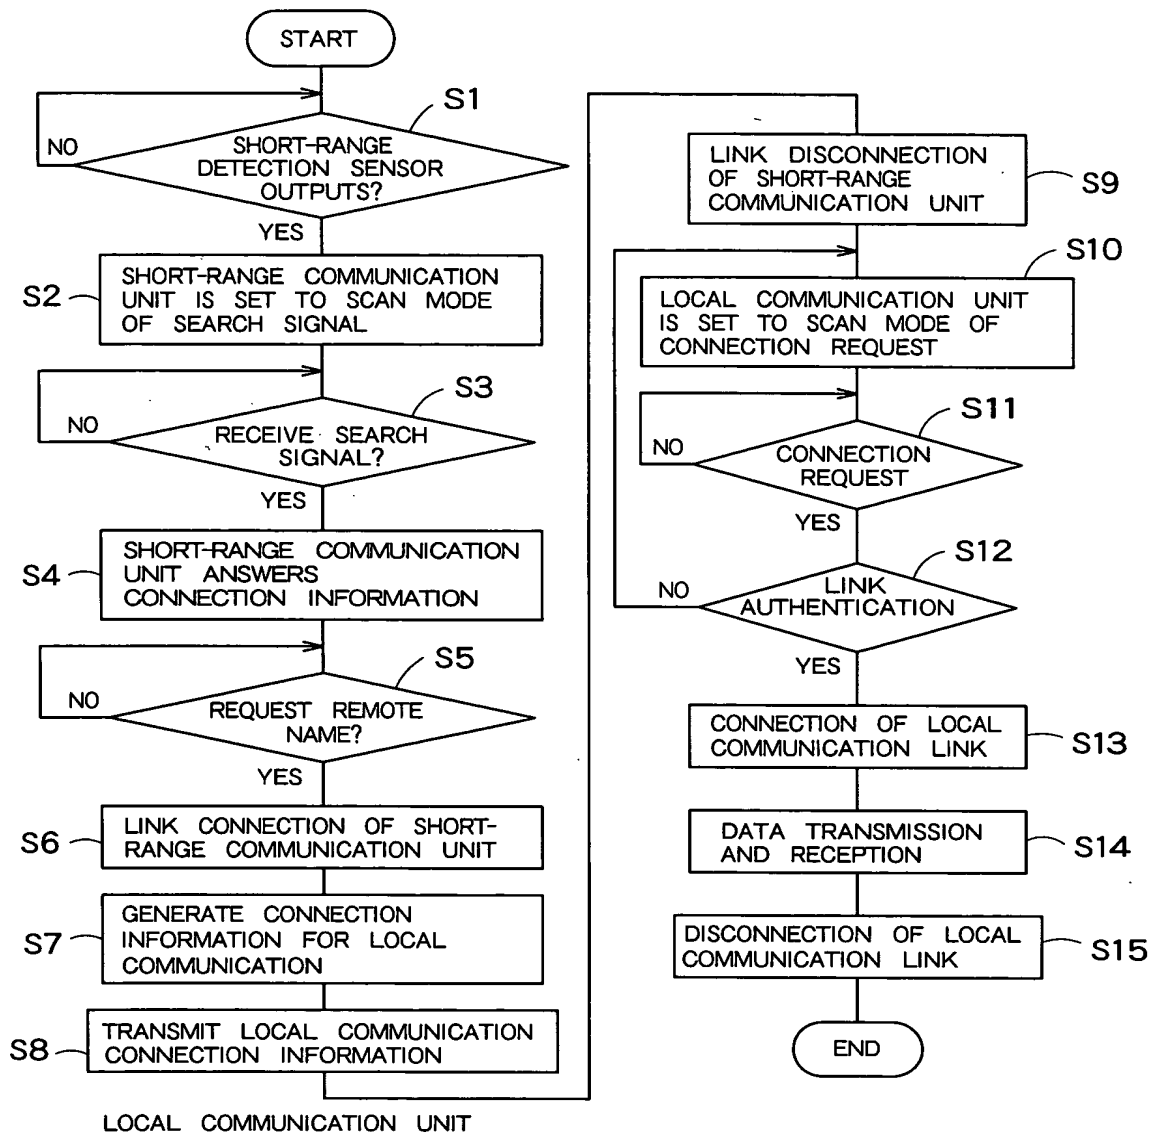 START
S1
NO
SHORT-RANGE
DETECTION SENSOR
OUTPUTS?
YES
S2
SHORT-RANGE COMMUNICATION
UNIT IS SET TO SCAN MODE
OF SEARCH SIGNAL
S3
NO
RECEIVE SEARCH
SIGNAL?
YES
S4
SHORT-RANGE COMMUNICATION
UNIT ANSWERS
CONNECTION INFORMATION
S5
NO
REQUEST REMOTE
NAME?
YES
S6
LINK CONNECTION OF SHORT-
RANGE COMMUNICATION UNIT
S7
GENERATE CONNECTION
INFORMATION FOR LOCAL
COMMUNICATION
S8
TRANSMIT LOCAL COMMUNICATION
CONNECTION INFORMATION
LOCAL COMMUNICATION UNIT
LINK DISCONNECTION
OF SHORT-RANGE
COMMUNICATION UNIT
S9
S10
LOCAL COMMUNICATION UNIT
IS SET TO SCAN MODE OF
CONNECTION REQUEST
S11
NO
CONNECTION
REQUEST
YES
S12
NO
LINK
AUTHENTICATION
YES
CONNECTION OF LOCAL
COMMUNICATION LINK
S13
DATA TRANSMISSION
AND RECEPTION
S14
DISCONNECTION OF LOCAL
COMMUNICATION LINK
S15
END